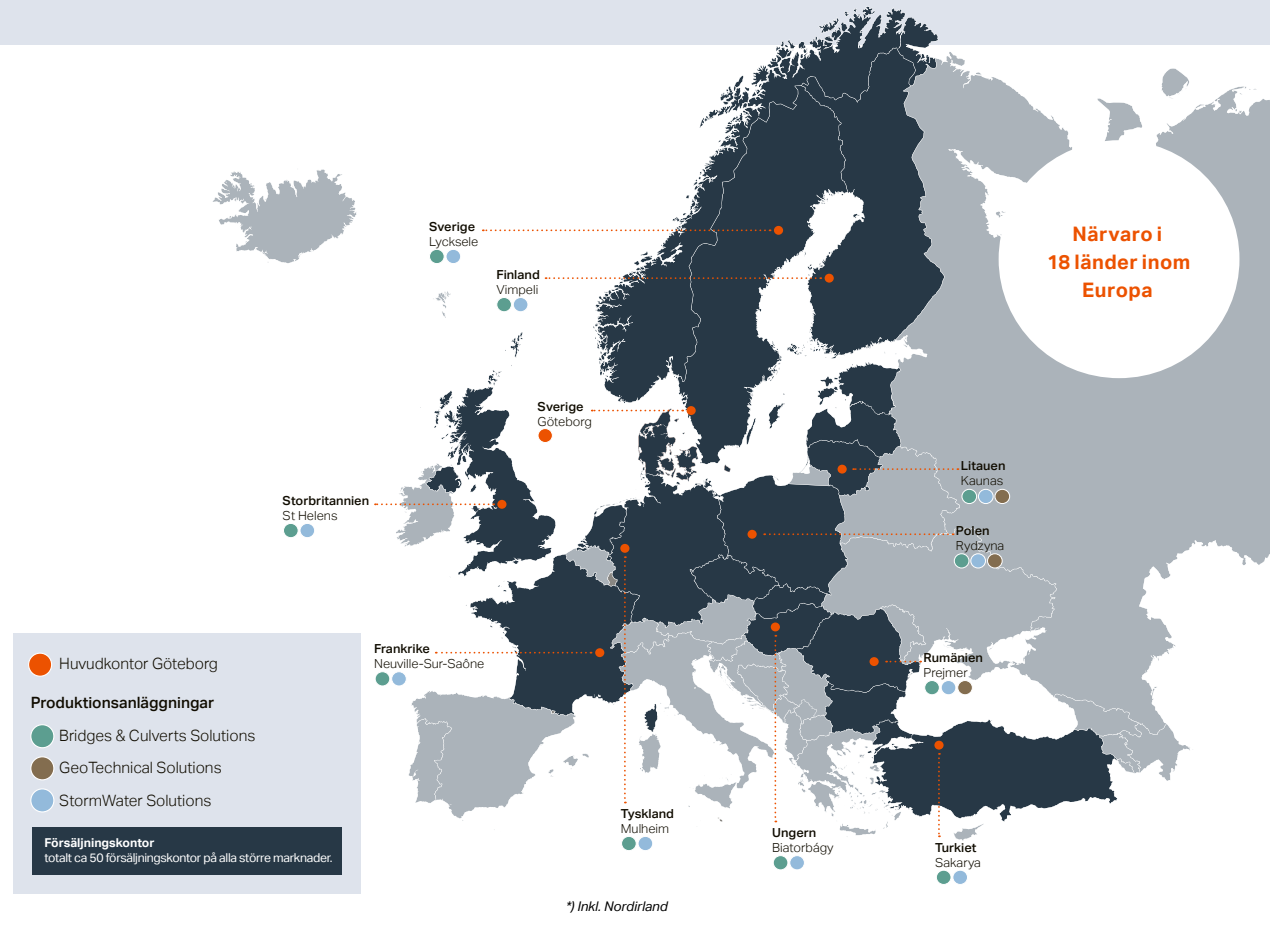 Närvaro i
18 länder inom
Europa
Sverige
Lycksele
Finland
Vimpeli
Sverige
Göteborg
Litauen
Kaunas
Storbritannien
St Helens
Polen
Rydzyna
Frankrike
Neuville-Sur-Saône
Rumänien
Prejmer
Tyskland
Mulheim
Ungern
Biatorbágy
Turkiet
Sakarya
Huvudkontor Göteborg
Produktionsanläggningar
Bridges & Culverts Solutions
GeoTechnical Solutions
StormWater Solutions
Försäljningskontor
totalt ca 50 försäljningskontor på alla större marknader.
*) Inkl. Nordirland